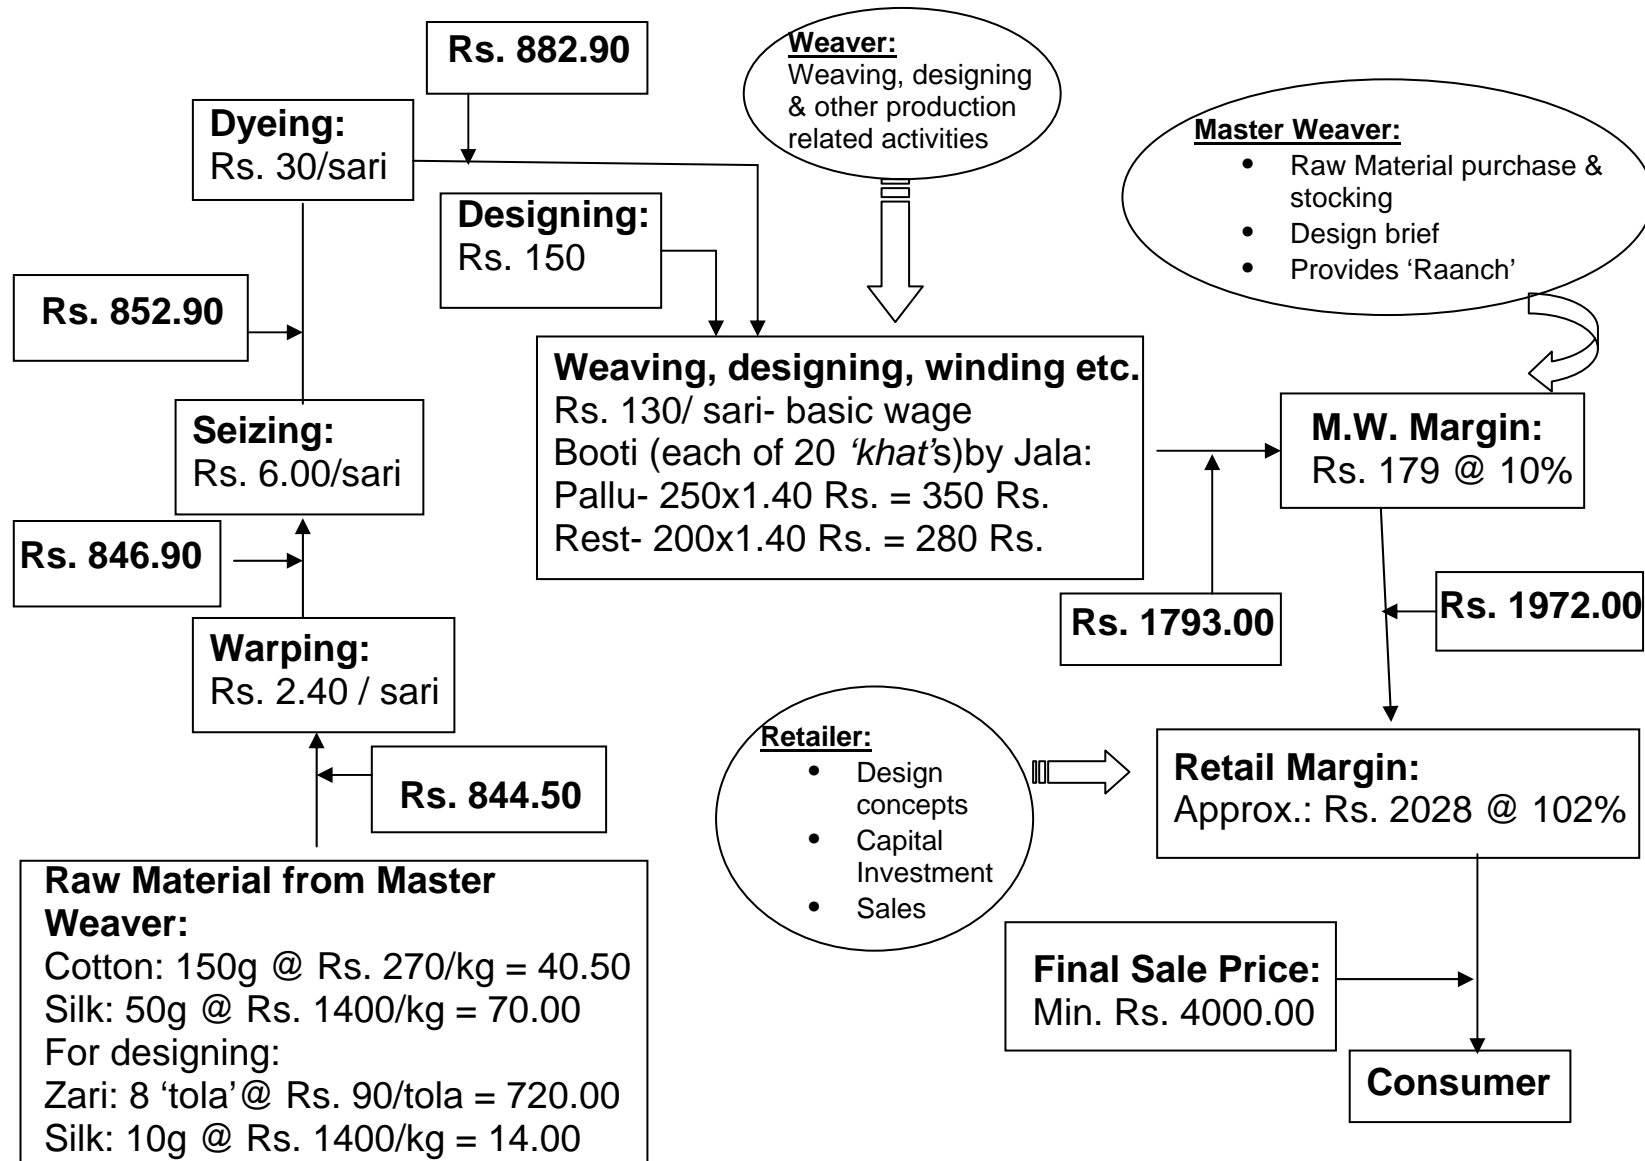 Rs. 882.90
Weaver:
Weaving, designing
& other production
related activities
Dyeing:
Rs. 30/sari
Master Weaver:
• Raw Material purchase &
stocking
• Design brief
• Provides ‘Raanch’
Designing:
Rs. 150
Rs. 852.90
Weaving, designing, winding etc.
Rs. 130/ sari- basic wage
Booti (each of 20 ‘khat’s)by Jala:
Pallu- 250x1.40 Rs. = 350 Rs.
Rest- 200x1.40 Rs. = 280 Rs.
M.W. Margin:
Rs. 179 @ 10%
Seizing:
Rs. 6.00/sari
Rs. 846.90
Rs. 1793.00
Rs. 1972.00
Warping:
Rs. 2.40 / sari
Rs. 844.50
Retailer:
• Design
concepts
• Capital
Investment
• Sales
Retail Margin:
Approx.: Rs. 2028 @ 102%
Raw Material from Master
Weaver:
Cotton: 150g @ Rs. 270/kg = 40.50
Silk: 50g @ Rs. 1400/kg = 70.00
For designing:
Zari: 8 ‘tola’@ Rs. 90/tola = 720.00
Silk: 10g @ Rs. 1400/kg = 14.00
Final Sale Price:
Min. Rs. 4000.00
Consumer